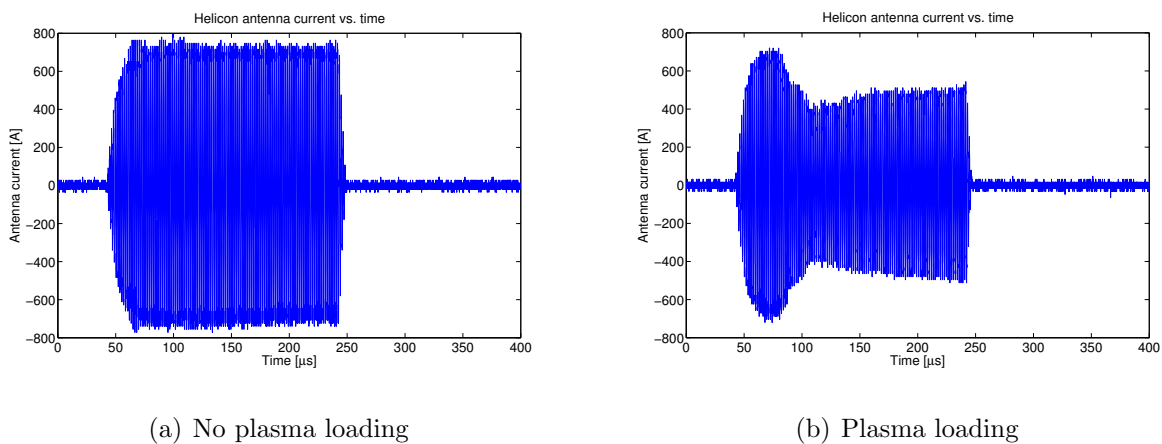 Helicon antenna current vs. time
800
600
400
200
0
−200
−400
−600
−800
Antenna current [A]
0 50 100 150 200 250 300 350 400
Time [μs]
(a) No plasma loading
Helicon antenna current vs. time
800
600
400
200
0
−200
−400
−600
−800
Antenna current [A]
0 50 100 150 200 250 300 350 400
Time [μs]
(b) Plasma loading